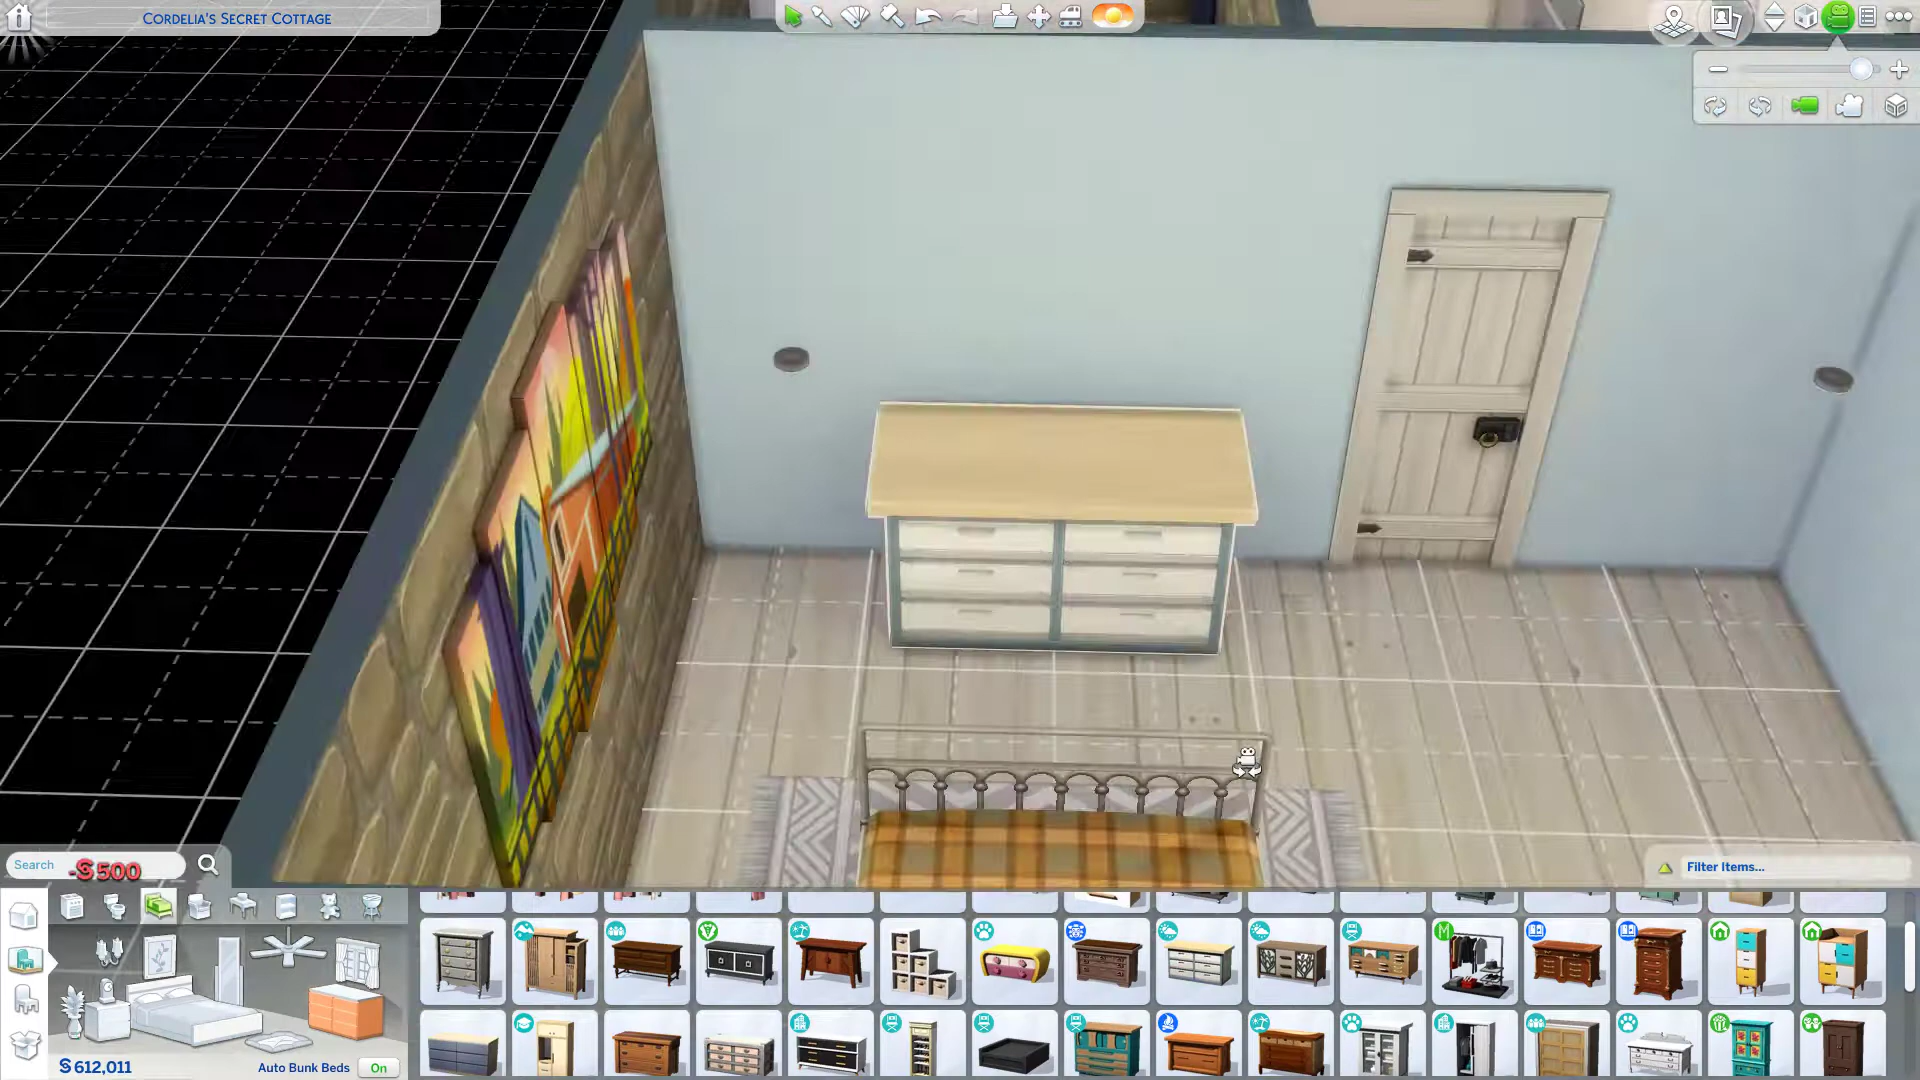 CORDELIA'S SECRET COTTAGE
Search
-§500
Filter Items...
§612,011
Auto Bunk Beds
On